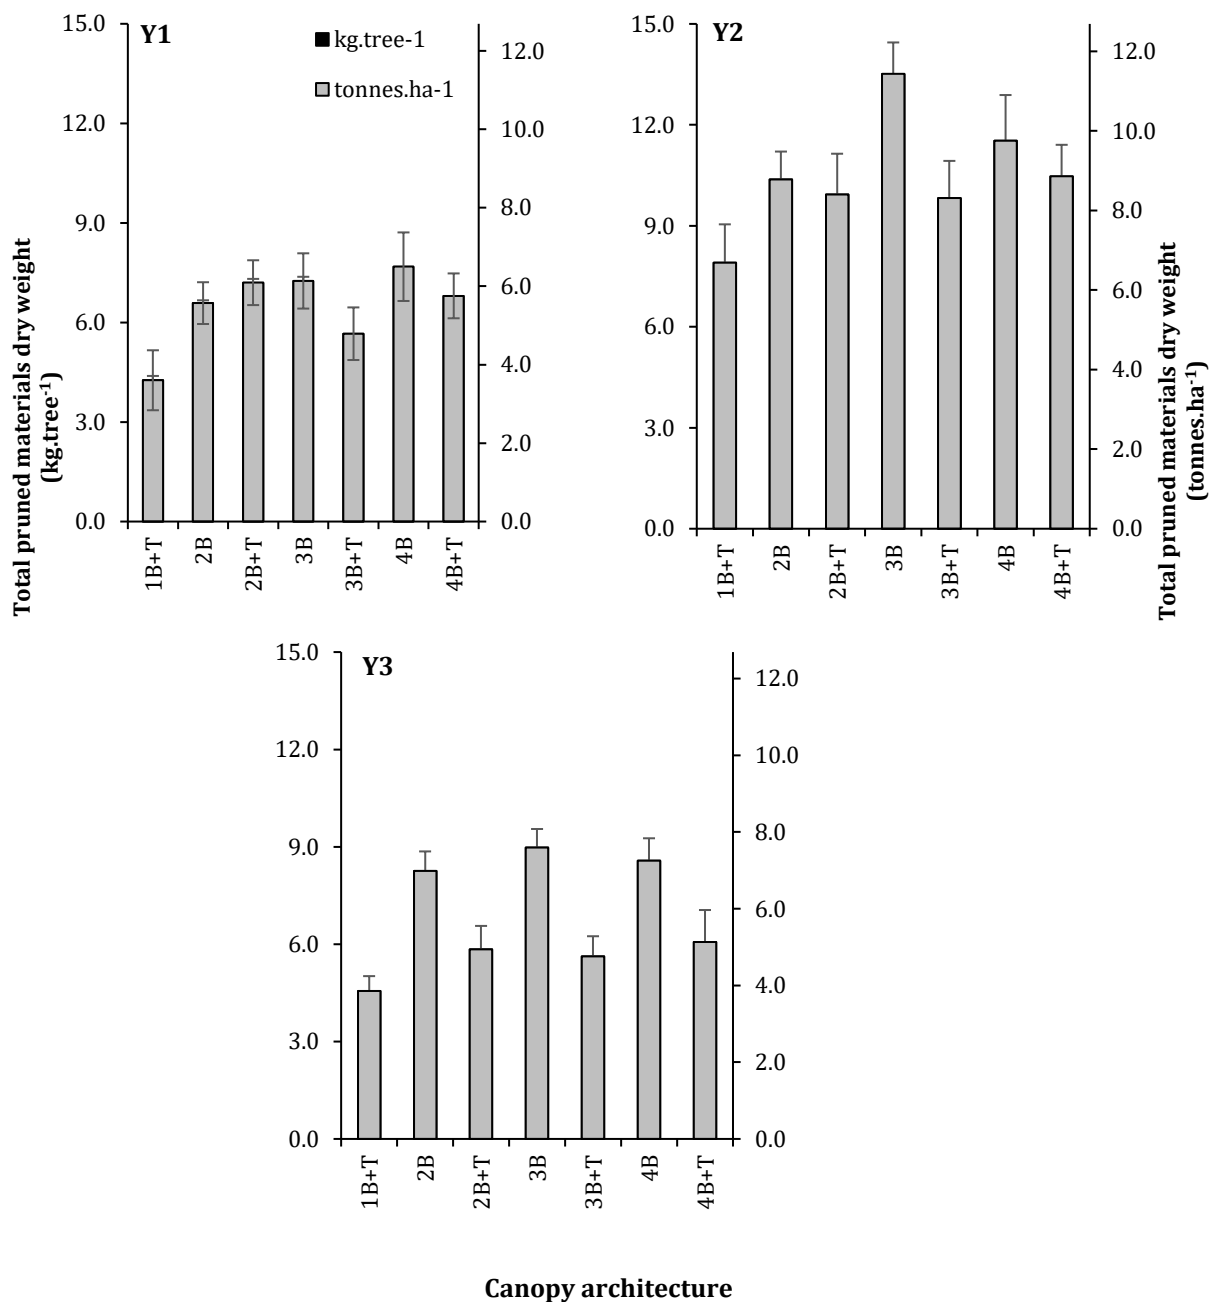 Y1
kg.tree-1
tonnes.ha-1
15.0
12.0
9.0
6.0
3.0
0.0
12.0
10.0
8.0
6.0
4.0
2.0
0.0
1B+T
2B
2B+T
3B
3B+T
4B
4B+T
Total pruned materials dry weight
(kg.tree-1)
Y2
15.0
12.0
9.0
6.0
3.0
0.0
12.0
10.0
8.0
6.0
4.0
2.0
0.0
1B+T
2B
2B+T
3B
3B+T
4B
4B+T
Total pruned materials dry weight
(tonnes.ha-1)
Y3
15.0
12.0
9.0
6.0
3.0
0.0
12.0
10.0
8.0
6.0
4.0
2.0
0.0
1B+T
2B
2B+T
3B
3B+T
4B
4B+T
Canopy architecture